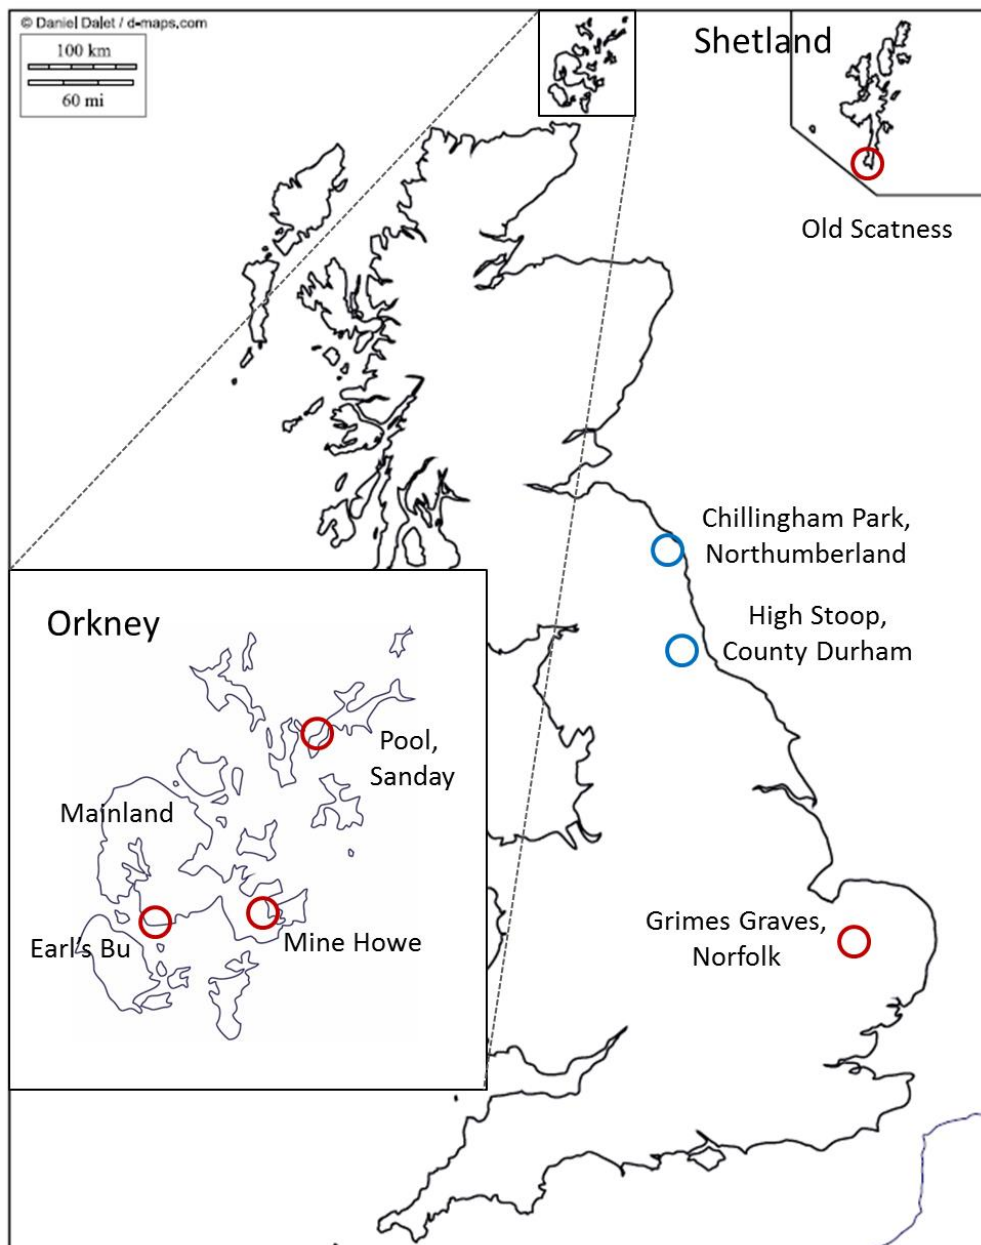 © Daniel Dalet / d-maps.com
100 km
60 mi
Shetland
Old Scatness
Chillingham Park,
Northumberland
High Stoop,
County Durham
Orkney
Pool,
Sanday
Mainland
Earl's Bu
Mine Howe
Grimes Graves,
Norfolk